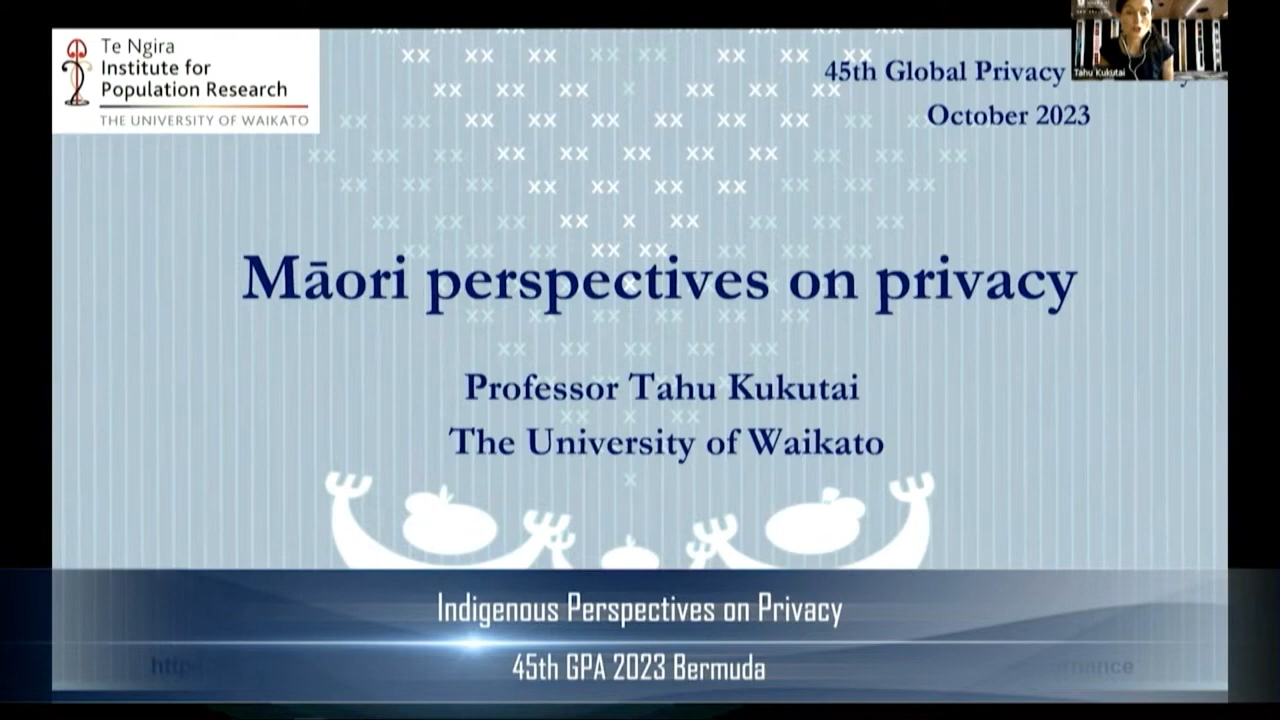 Te Ngira
Institute for
Population Research
THE UNIVERSITY OF WAIKATO
45th Global Privacy
October 2023
Tahu Kukutai
Māori perspectives on privacy
Professor Tahu Kukutai
The University of Waikato
Indigenous Perspectives on Privacy
45th GPA 2023 Bermuda